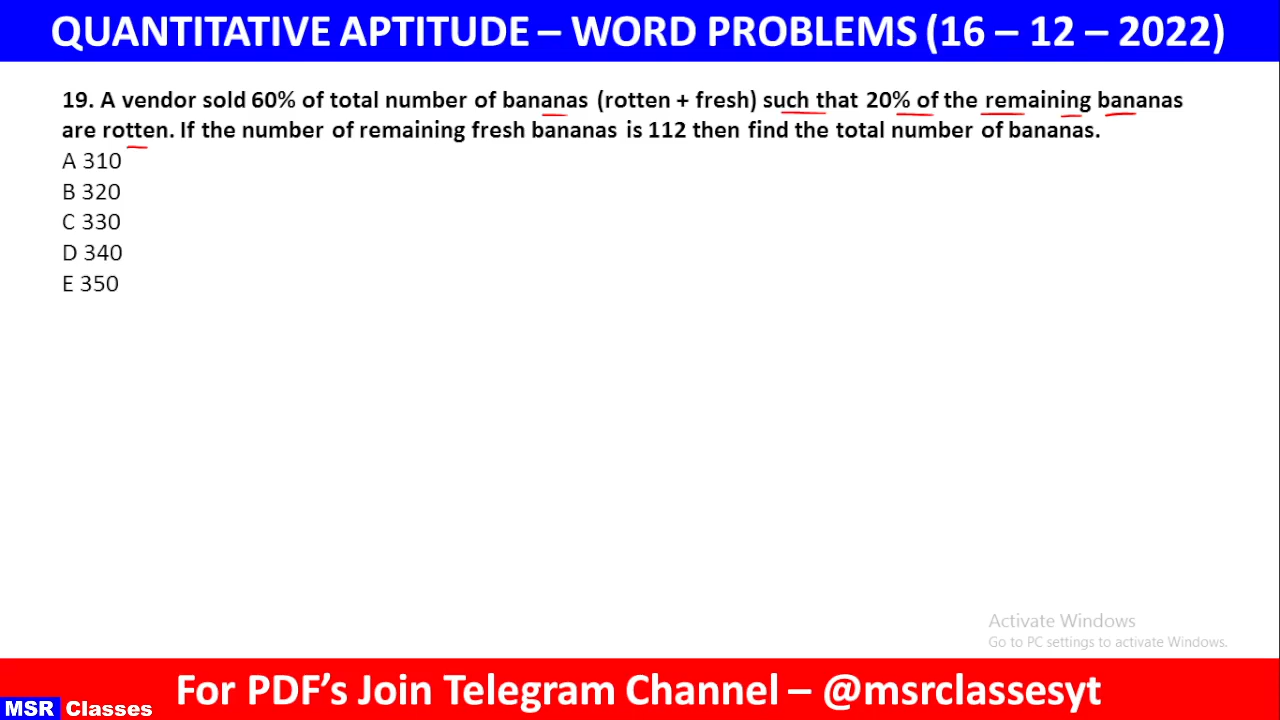 QUANTITATIVE APTITUDE – WORD PROBLEMS (16 – 12 – 2022)
19. A vendor sold 60% of total number of bananas (rotten + fresh) such that 20% of the remaining bananas
are rotten. If the number of remaining fresh bananas is 112 then find the total number of bananas.
A 310
B 320
C 330
D 340
E 350
Activate Windows
Go to PC settings to activate Windows.
For PDF’s Join Telegram Channel – @msrclassesyt
MSR Classes